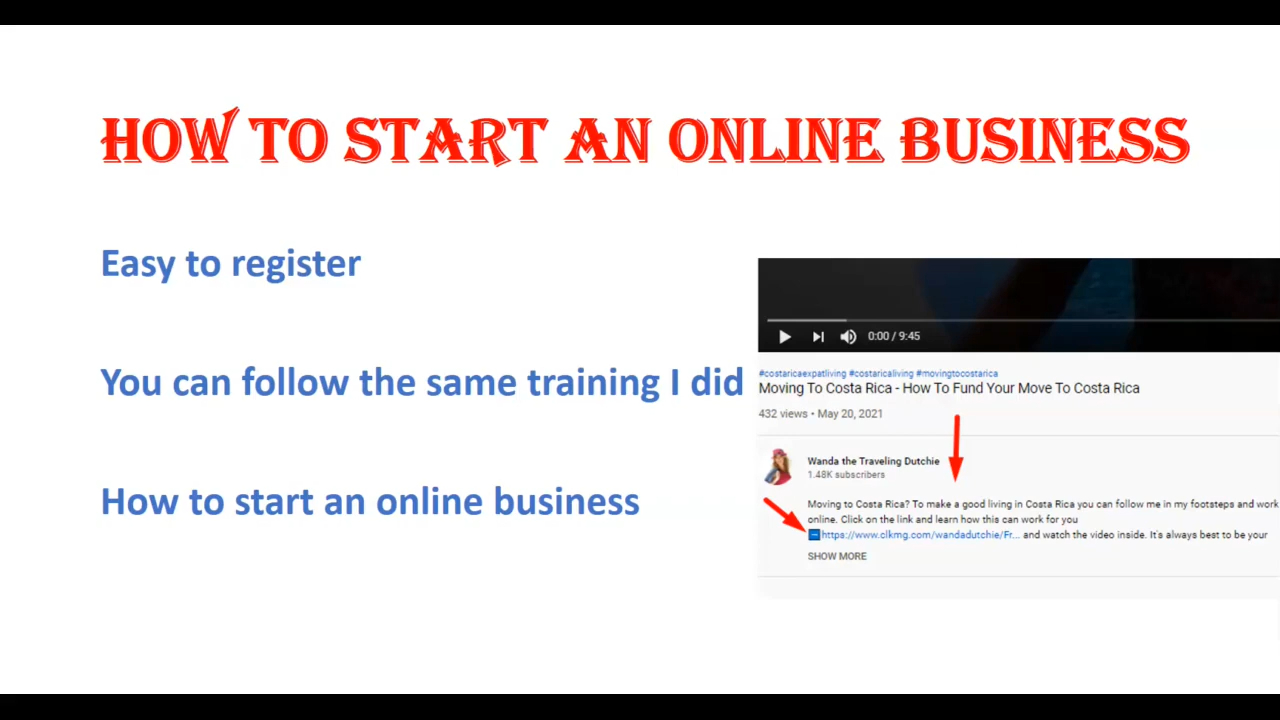 HOW TO START AN ONLINE BUSINESS
Easy to register
You can follow the same training I did
How to start an online business
0:00 / 9:45
#costaricaexpatliving #costaricaliving #movingtocostarica
Moving To Costa Rica - How To Fund Your Move To Costa Rica
432 views • May 20, 2021
Wanda the Traveling Dutchie
1.48K subscribers
Moving to Costa Rica? To make a good living in Costa Rica you can follow me in my footsteps and work
online. Click on the link and learn how this can work for you
https://www.clkmg.com/wandadutchie/Fr... and watch the video inside. It's always best to be your
SHOW MORE